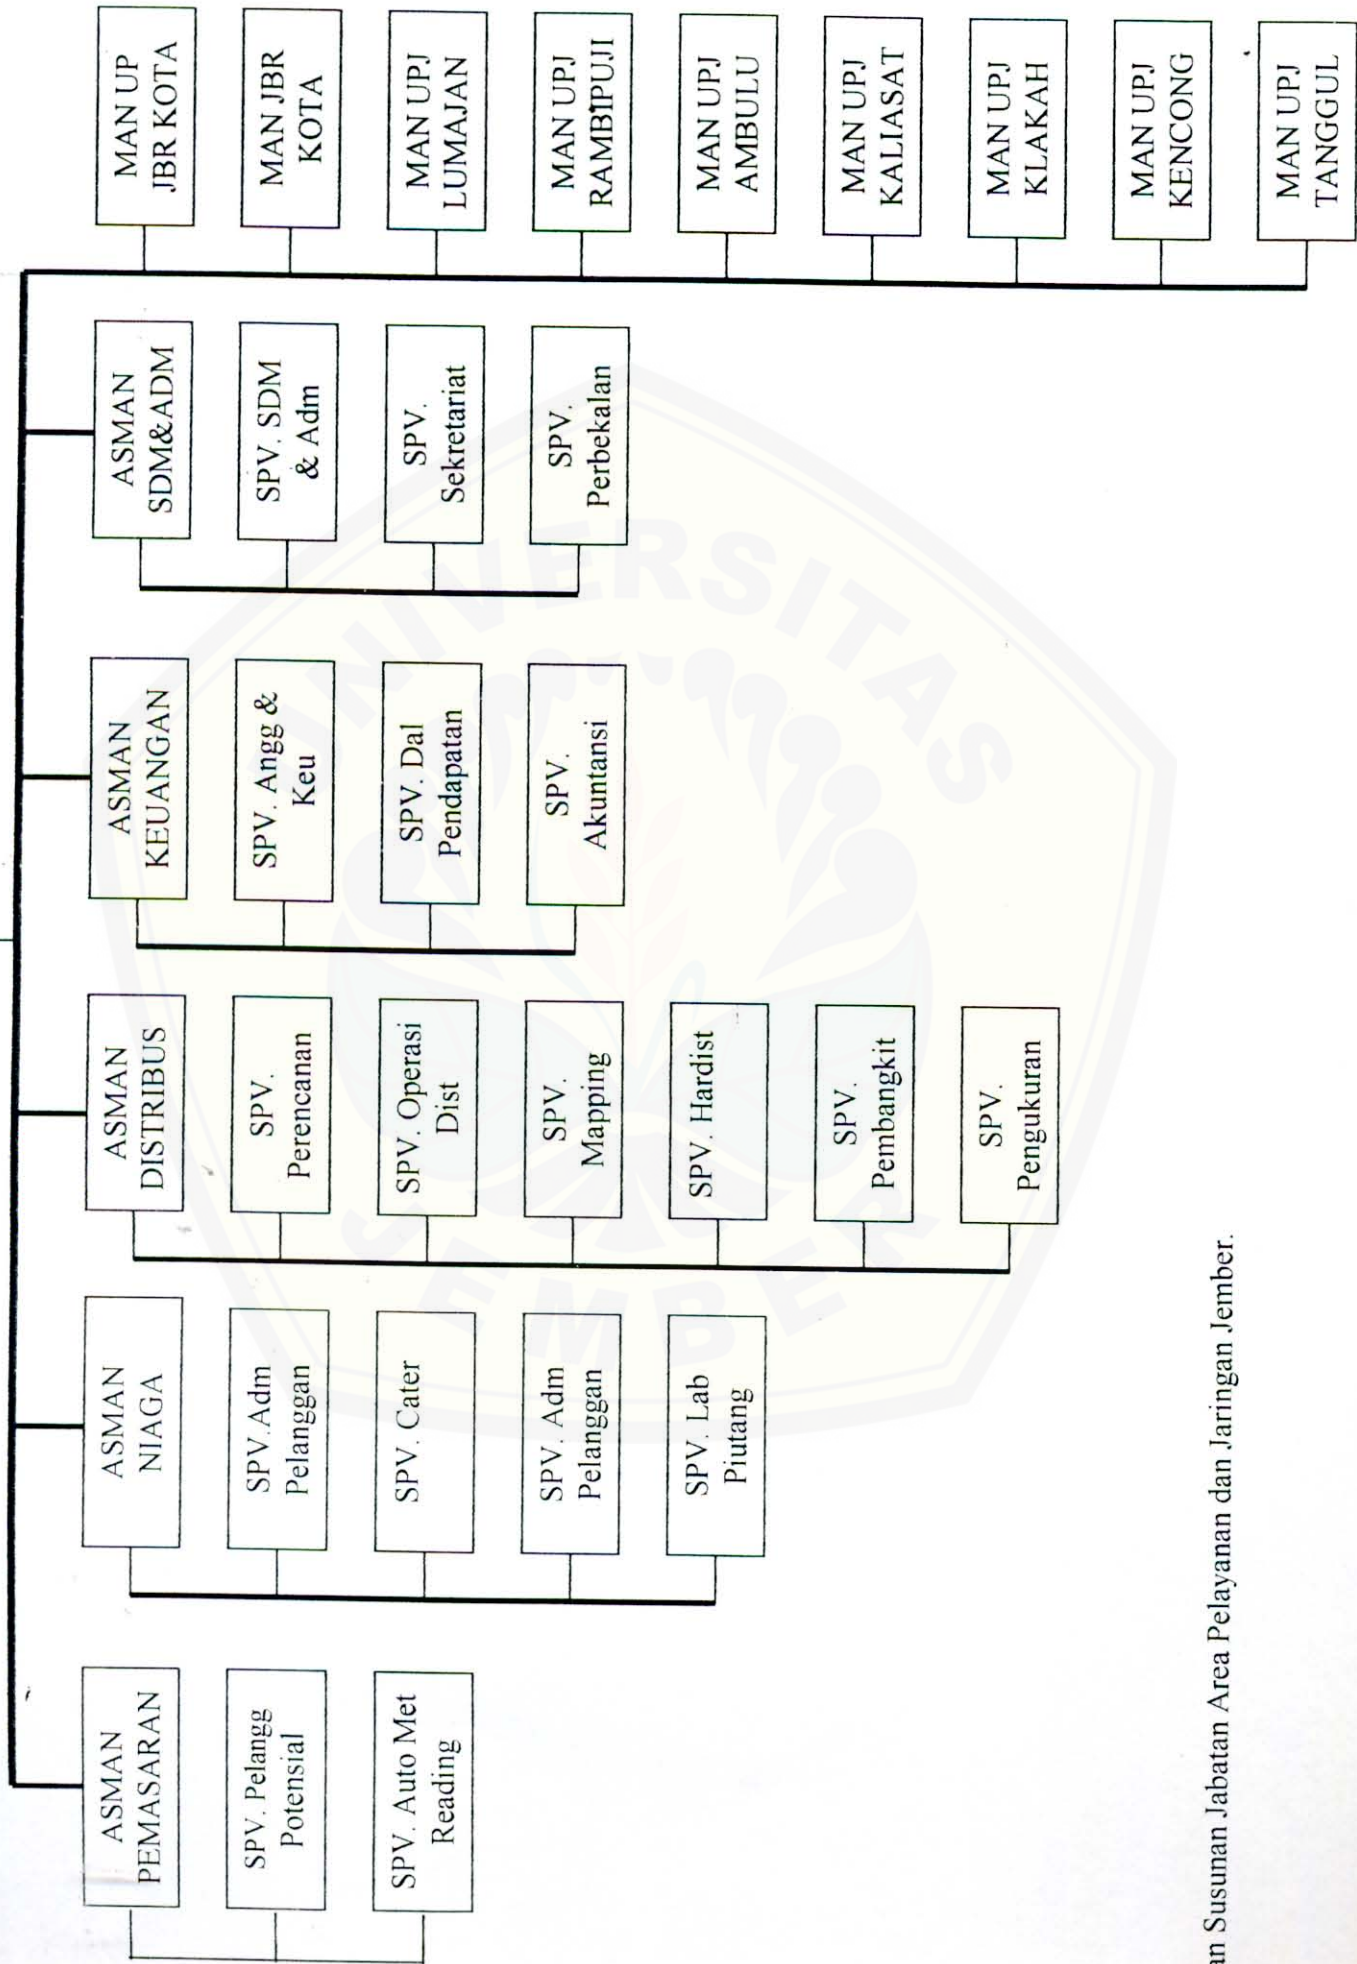 ASMAN
PEMASARAN
SPV. Pelangg
Potensial
SPV. Auto Met
Reading
ASMAN
NIAGA
SPV.Adm
Pelanggan
SPV. Cater
SPV. Adm
Pelanggan
SPV. Lab
Piutang
ASMAN
DISTRIBUS
SPV.
Perencanan
SPV. Operasi
Dist
SPV.
Mapping
SPV. Hardist
SPV.
Pembangkit
SPV.
Pengukuran
ASMAN
KEUANGAN
SPV. Angg &
Keu
SPV. Dal
Pendapatan
SPV.
Akuntansi
ASMAN
SDM&ADM
SPV. SDM
& Adm
SPV.
Sekretariat
SPV.
Perbekalan
MAN UP
JBR KOTA
MAN JBR
KOTA
MAN UPJ
LUMAJAN
MAN UPJ
RAMBIPUJI
MAN UPJ
AMBULU
MAN UPJ
KALIASAT
MAN UPJ
KLAKAH
MAN UPJ
KENCONG
MAN UPJ
TANGGUL
an Susunan Jabatan Area Pelayanan dan Jaringan Jember.
UNIVERSITAS
JEMBER